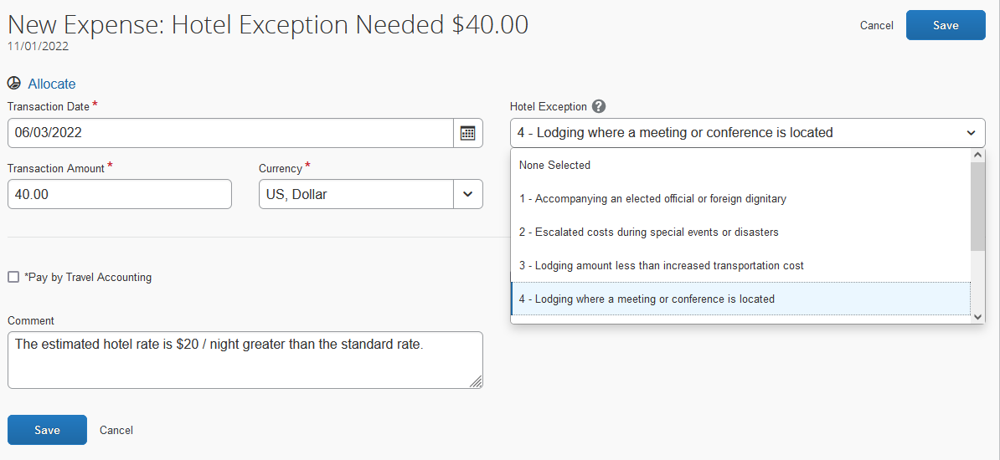 New Expense: Hotel Exception Needed $40.00
Cancel
Save
11/01/2022
Allocate
Transaction Date *
Hotel Exception ?
06/03/2022
4 - Lodging where a meeting or conference is located
None Selected
Transaction Amount *
Currency *
40.00
US, Dollar
1 - Accompanying an elected official or foreign dignitary
2 - Escalated costs during special events or disasters
3 - Lodging amount less than increased transportation cost
4 - Lodging where a meeting or conference is located
*Pay by Travel Accounting
Comment
The estimated hotel rate is $20 / night greater than the standard rate.
Save
Cancel